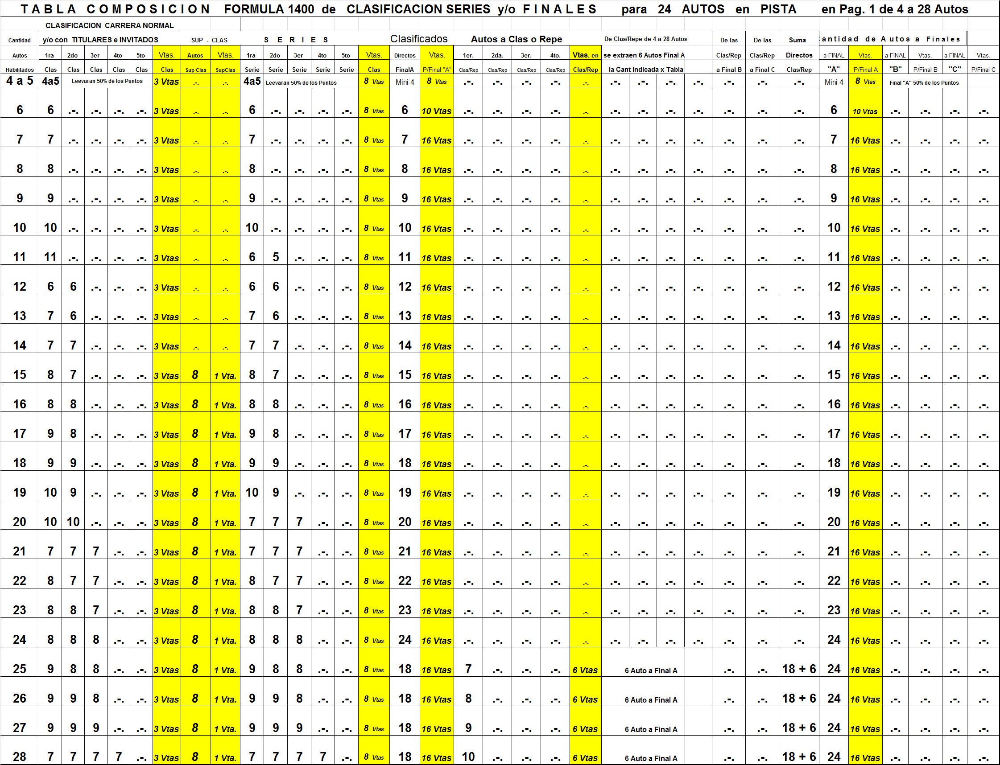 T A B L A C O M P O S I C I O N FORMULA 1400 de CLASIFICACION SERIES y/o F I N A L E S para 24 AUTOS en PISTA en Pag. 1 de 4 a 28 Autos
CLASIFICACION CARRERA NORMAL
Cantidad y/o con TITULARES e INVITADOS SUP - CLAS S E R I E S Clasificados Autos a Clas o Repe De Clas/Repe de 4 a 28 Autos De las De las Suma Cantidad de Autos a Finales
Autos 1ra 2do 3er 4to 5to Vtas. Autos Vtas. 1ra 2do 3er 4to 5to Vtas. Directos Vtas. 1er. 2da. 3er. 4to. Vtas. en se extraen 6 Autos Final A Clas/Rep Clas/Rep Directos a FINAL Vtas. a FINAL Vtas. a FINAL Vtas.
Habilitados Clas Clas Clas Clas Clas Clas Sup Clas SupClas Serie Serie Serie Serie Serie Clas FinalA P/Final "A" Clas/Rep Clas/Rep Clas/Rep Clas/Rep Clas/Rep la Cant indicada x Tabla a Final B a Final C Clas/Rep "A" P/Final A "B" P/Final B "C" P/Final C
4 a 5 4a5 Leevaran 50% de los Puntos 3 Vtas .-. .-. 4a5 Leevaran 50% de los Puntos 8 Vtas Mini 4 8 Vtas .-. .-. .-. .-. .-. .-. .-. .-. .-. .-. .-. .-. Mini 4 8 Vtas Final "A" 50% de los Puntos
6 6 .-. .-. .-. .-. 3 Vtas .-. .-. 6 .-. .-. .-. .-. 8 Vtas 6 10 Vtas .-. .-. .-. .-. .-. .-. .-. .-. .-. .-. .-. .-. 6 10 Vtas .-. .-. .-. .-.
7 7 .-. .-. .-. .-. 3 Vtas .-. .-. 7 .-. .-. .-. .-. 8 Vtas 7 16 Vtas .-. .-. .-. .-. .-. .-. .-. .-. .-. .-. .-. .-. 7 16 Vtas .-. .-. .-. .-.
8 8 .-. .-. .-. .-. 3 Vtas .-. .-. 8 .-. .-. .-. .-. 8 Vtas 8 16 Vtas .-. .-. .-. .-. .-. .-. .-. .-. .-. .-. .-. .-. 8 16 Vtas .-. .-. .-. .-.
9 9 .-. .-. .-. .-. 3 Vtas .-. .-. 9 .-. .-. .-. .-. 8 Vtas 9 16 Vtas .-. .-. .-. .-. .-. .-. .-. .-. .-. .-. .-. .-. 9 16 Vtas .-. .-. .-. .-.
10 10 .-. .-. .-. .-. 3 Vtas .-. .-. 10 .-. .-. .-. .-. 8 Vtas 10 16 Vtas .-. .-. .-. .-. .-. .-. .-. .-. .-. .-. .-. .-. 10 16 Vtas .-. .-. .-. .-.
11 11 .-. .-. .-. .-. 3 Vtas .-. .-. 6 5 .-. .-. .-. 8 Vtas 11 16 Vtas .-. .-. .-. .-. .-. .-. .-. .-. .-. .-. .-. .-. 11 16 Vtas .-. .-. .-. .-.
12 6 6 .-. .-. .-. 3 Vtas .-. .-. 6 6 .-. .-. .-. 8 Vtas 12 16 Vtas .-. .-. .-. .-. .-. .-. .-. .-. .-. .-. .-. .-. 12 16 Vtas .-. .-. .-. .-.
13 7 6 .-. .-. .-. 3 Vtas .-. .-. 7 6 .-. .-. .-. 8 Vtas 13 16 Vtas .-. .-. .-. .-. .-. .-. .-. .-. .-. .-. .-. .-. 13 16 Vtas .-. .-. .-. .-.
14 7 7 .-. .-. .-. 3 Vtas .-. .-. 7 7 .-. .-. .-. 8 Vtas 14 16 Vtas .-. .-. .-. .-. .-. .-. .-. .-. .-. .-. .-. .-. 14 16 Vtas .-. .-. .-. .-.
15 8 7 .-. .-. .-. 3 Vtas 8 1 Vta. 8 7 .-. .-. .-. 8 Vtas 15 16 Vtas .-. .-. .-. .-. .-. .-. .-. .-. .-. .-. .-. .-. 15 16 Vtas .-. .-. .-. .-.
16 8 8 .-. .-. .-. 3 Vtas 8 1 Vta. 8 8 .-. .-. .-. 8 Vtas 16 16 Vtas .-. .-. .-. .-. .-. .-. .-. .-. .-. .-. .-. .-. 16 16 Vtas .-. .-. .-. .-.
17 9 8 .-. .-. .-. 3 Vtas 8 1 Vta. 9 8 .-. .-. .-. 8 Vtas 17 16 Vtas .-. .-. .-. .-. .-. .-. .-. .-. .-. .-. .-. .-. 17 16 Vtas .-. .-. .-. .-.
18 9 9 .-. .-. .-. 3 Vtas 8 1 Vta. 9 9 .-. .-. .-. 8 Vtas 18 16 Vtas .-. .-. .-. .-. .-. .-. .-. .-. .-. .-. .-. .-. 18 16 Vtas .-. .-. .-. .-.
19 10 9 .-. .-. .-. 3 Vtas 8 1 Vta. 10 9 .-. .-. .-. 8 Vtas 19 16 Vtas .-. .-. .-. .-. .-. .-. .-. .-. .-. .-. .-. .-. 19 16 Vtas .-. .-. .-. .-.
20 10 10 .-. .-. .-. 3 Vtas 8 1 Vta. 7 7 7 .-. .-. 8 Vtas 20 16 Vtas .-. .-. .-. .-. .-. .-. .-. .-. .-. .-. .-. .-. 20 16 Vtas .-. .-. .-. .-.
21 7 7 7 .-. .-. 3 Vtas 8 1 Vta. 7 7 7 .-. .-. 8 Vtas 21 16 Vtas .-. .-. .-. .-. .-. .-. .-. .-. .-. .-. .-. .-. 21 16 Vtas .-. .-. .-. .-.
22 8 7 7 .-. .-. 3 Vtas 8 1 Vta. 8 7 7 .-. .-. 8 Vtas 22 16 Vtas .-. .-. .-. .-. .-. .-. .-. .-. .-. .-. .-. .-. 22 16 Vtas .-. .-. .-. .-.
23 8 8 7 .-. .-. 3 Vtas 8 1 Vta. 8 8 7 .-. .-. 8 Vtas 23 16 Vtas .-. .-. .-. .-. .-. .-. .-. .-. .-. .-. .-. .-. 23 16 Vtas .-. .-. .-. .-.
24 8 8 8 .-. .-. 3 Vtas 8 1 Vta. 8 8 8 .-. .-. 8 Vtas 24 16 Vtas .-. .-. .-. .-. .-. .-. .-. .-. .-. .-. .-. .-. 24 16 Vtas .-. .-. .-. .-.
25 9 8 8 .-. .-. 3 Vtas 8 1 Vta. 9 8 8 .-. .-. 8 Vtas 18 16 Vtas 7 .-. .-. .-. 6 Vtas 6 Auto a Final A .-. .-. 18 + 6 24 16 Vtas .-. .-. .-. .-.
26 9 9 8 .-. .-. 3 Vtas 8 1 Vta. 9 9 8 .-. .-. 8 Vtas 18 16 Vtas 8 .-. .-. .-. 6 Vtas 6 Auto a Final A .-. .-. 18 + 6 24 16 Vtas .-. .-. .-. .-.
27 9 9 9 .-. .-. 3 Vtas 8 1 Vta. 9 9 9 .-. .-. 8 Vtas 18 16 Vtas 9 .-. .-. .-. 6 Vtas 6 Auto a Final A .-. .-. 18 + 6 24 16 Vtas .-. .-. .-. .-.
28 7 7 7 7 .-. 3 Vtas 8 1 Vta. 7 7 7 7 .-. 8 Vtas 18 16 Vtas 10 .-. .-. .-. 6 Vtas 6 Auto a Final A .-. .-. 18 + 6 24 16 Vtas .-. .-. .-. .-.